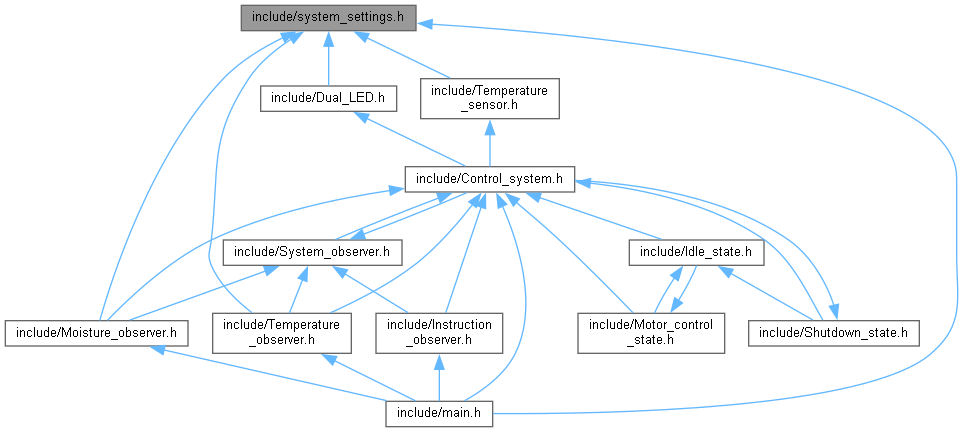 include/system_settings.h
include/Dual_LED.h
include/Temperature
_sensor.h
include/Control_system.h
include/System_observer.h
include/Idle_state.h
include/Moisture_observer.h
include/Temperature
_observer.h
include/Instruction
_observer.h
include/Motor_control
_state.h
include/Shutdown_state.h
include/main.h